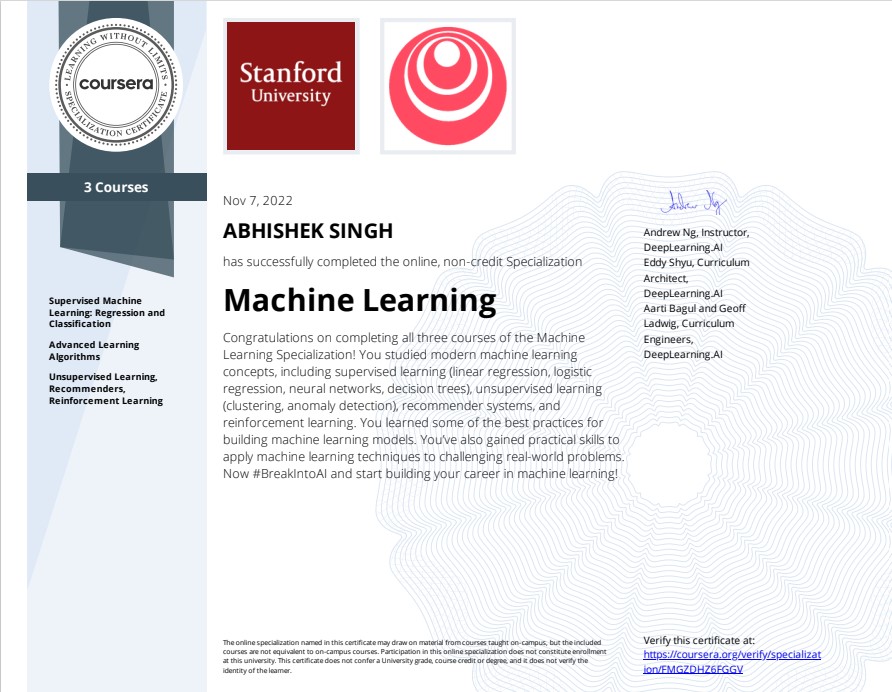 LEARNING WITHOUT LIMITS
coursera
SPECIALIZATION CERTIFICATE
3 Courses
Supervised Machine
Learning: Regression and
Classification
Advanced Learning
Algorithms
Unsupervised Learning,
Recommenders,
Reinforcement Learning
Stanford
University
Nov 7, 2022
ABHISHEK SINGH
has successfully completed the online, non-credit Specialization
Machine Learning
Congratulations on completing all three courses of the Machine
Learning Specialization! You studied modern machine learning
concepts, including supervised learning (linear regression, logistic
regression, neural networks, decision trees), unsupervised learning
(clustering, anomaly detection), recommender systems, and
reinforcement learning. You learned some of the best practices for
building machine learning models. You've also gained practical skills to
apply machine learning techniques to challenging real-world problems.
Now #BreakIntoAI and start building your career in machine learning!
Andrew Ng
Andrew Ng, Instructor,
DeepLearning.AI
Eddy Shyu, Curriculum
Architect,
DeepLearning.AI
Aarti Bagul and Geoff
Ladwig, Curriculum
Engineers,
DeepLearning.AI
The online specialization named in this certificate may draw on material from courses taught on-campus, but the included
courses are not equivalent to on-campus courses. Participation in this online specialization does not constitute enrollment
at this university. This certificate does not confer a University grade, course credit or degree, and it does not verify the
identity of the learner.
Verify this certificate at:
https://coursera.org/verify/specializat
ion/FMGZDHZ6FGGV